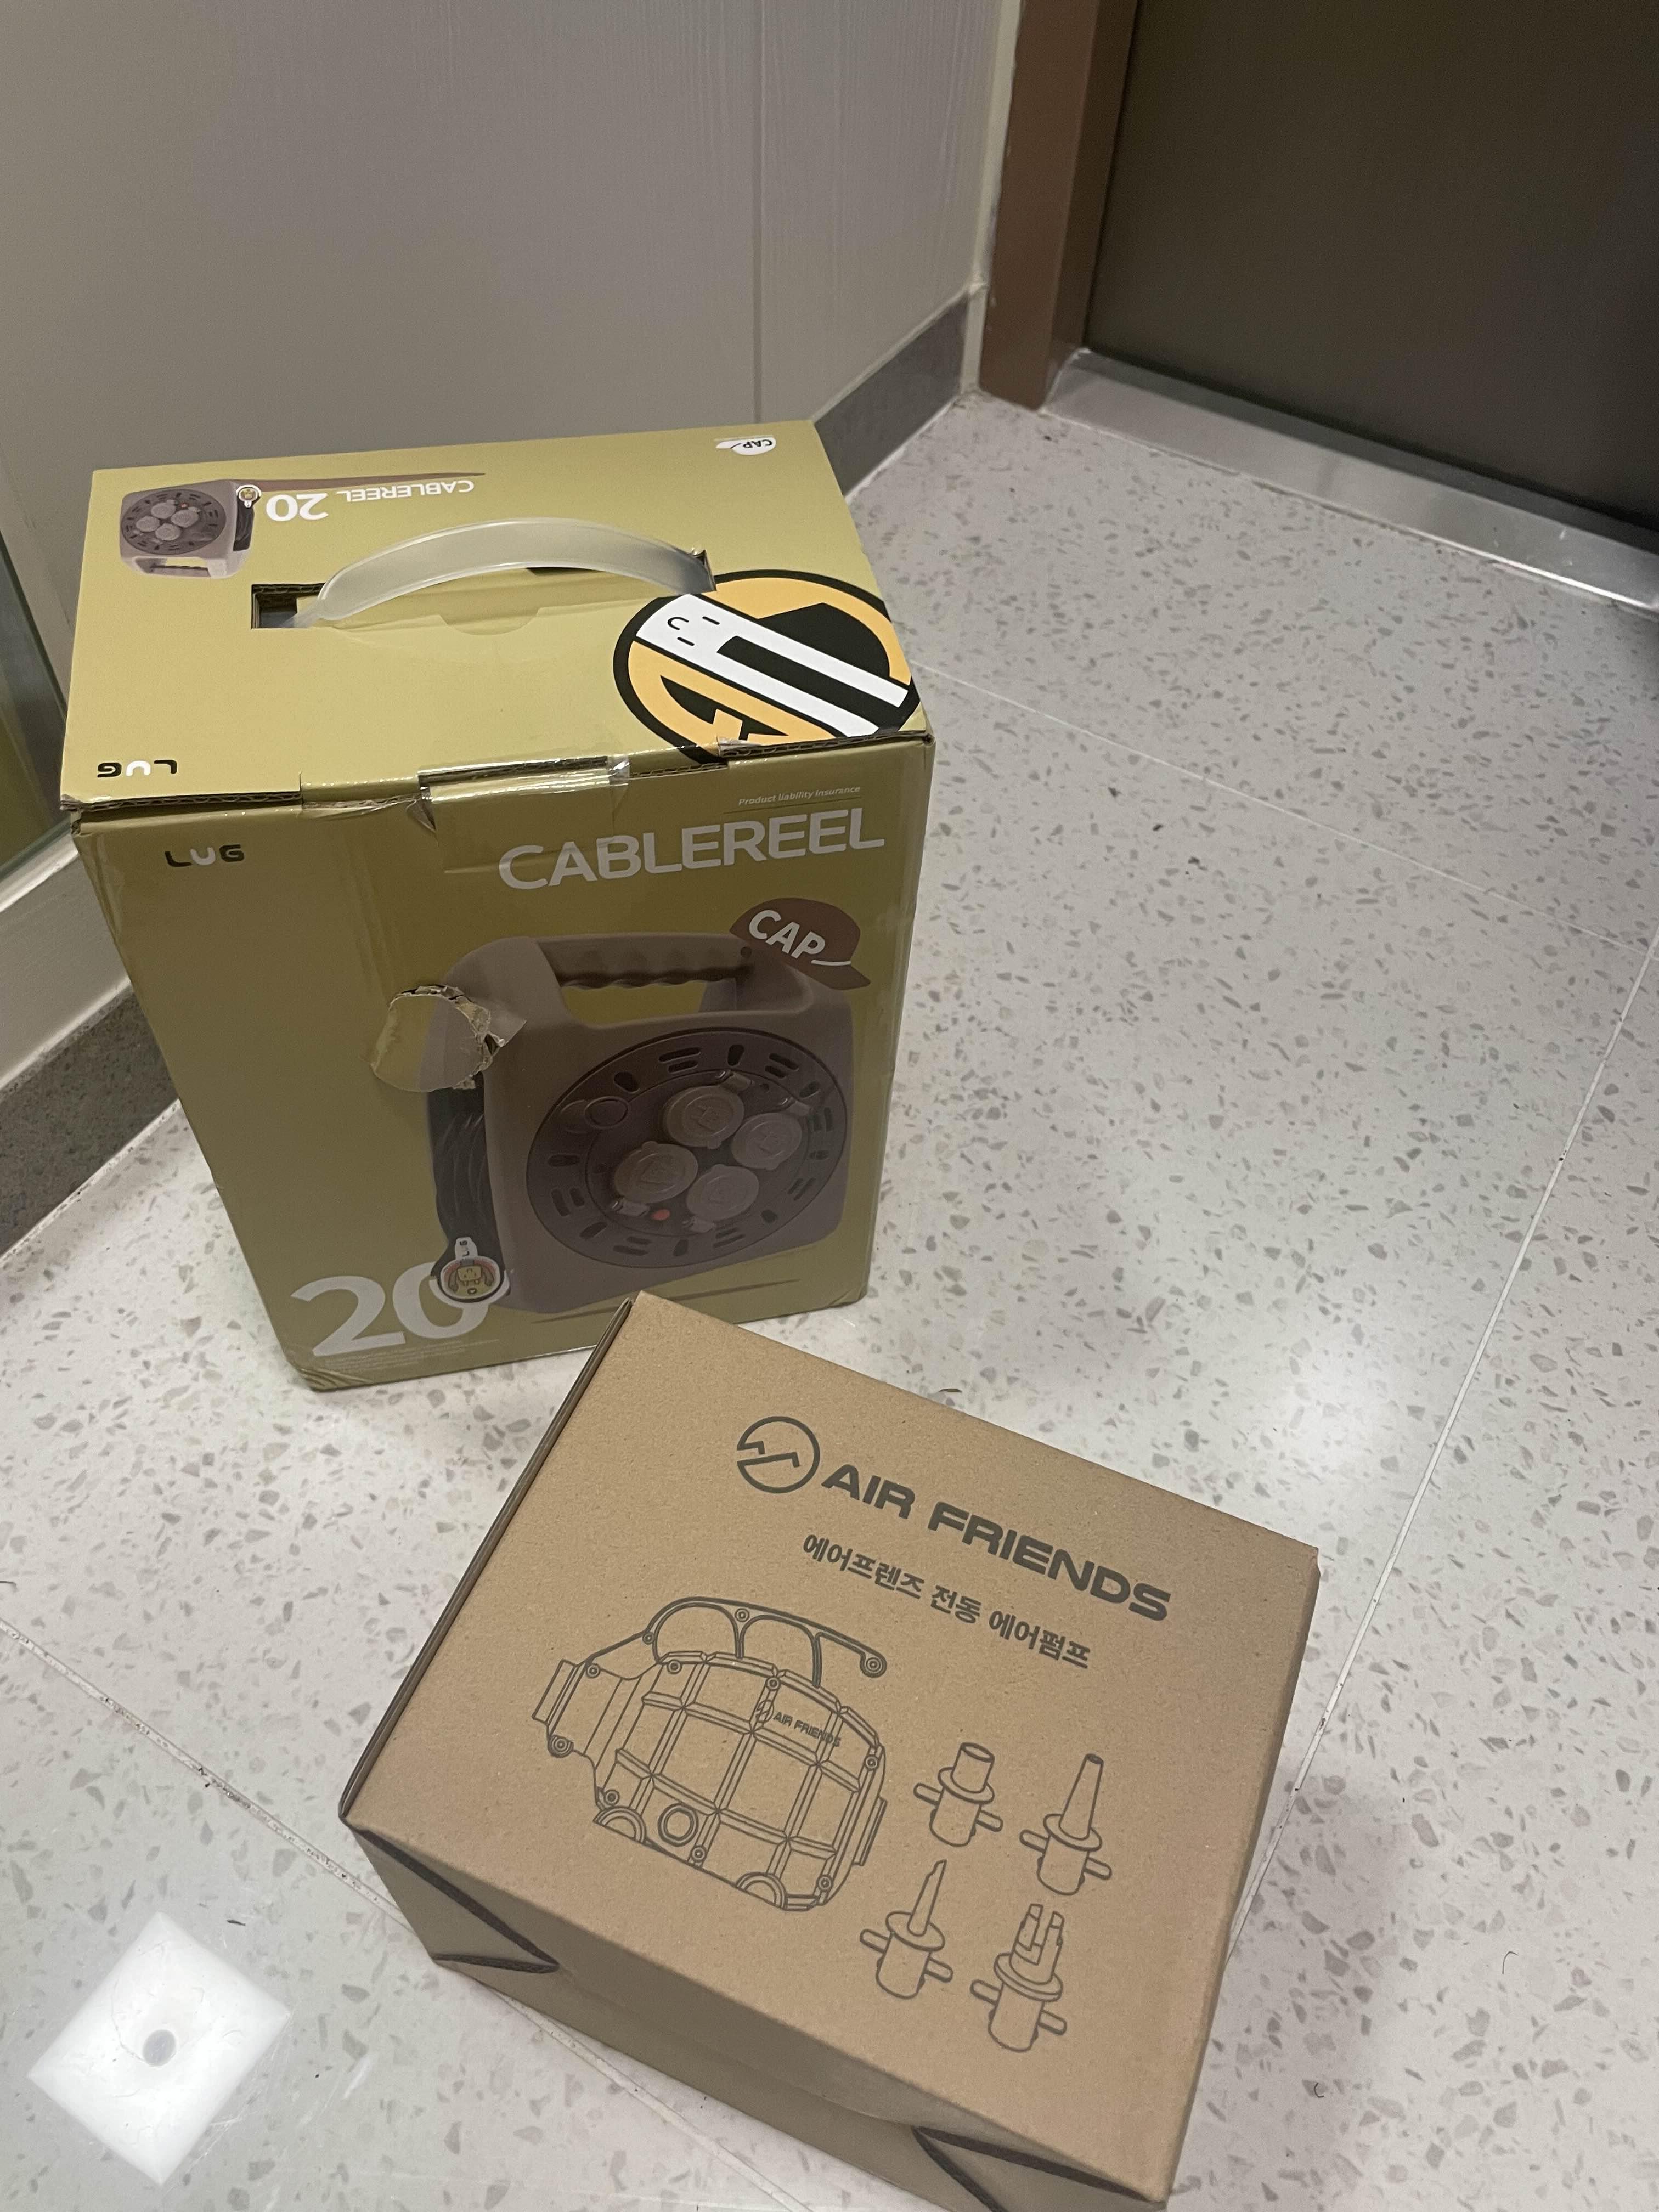 CAP
CABLEREEL 20
LUG
Product liability insurance
LUG
CABLEREEL
CAP
20
AIR FRIENDS
에어프렌즈 전동 에어펌프
AIR FRIENDS